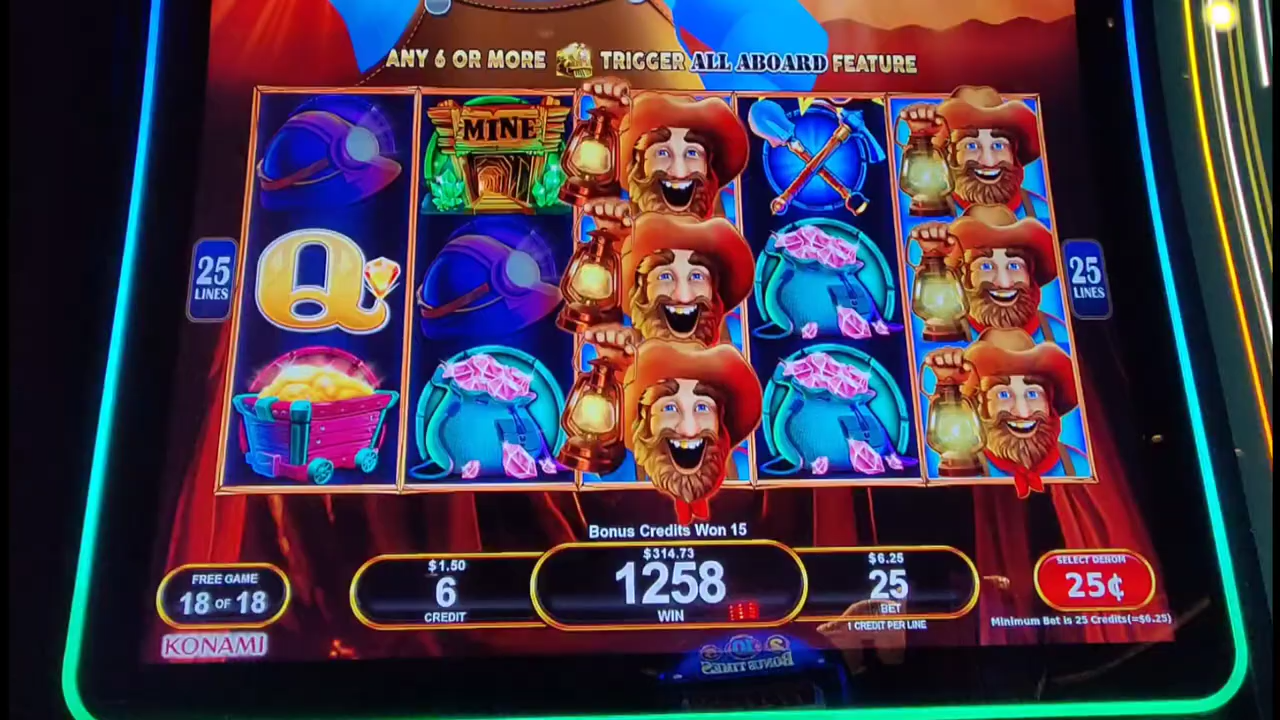 ANY 6 OR MORE TRIGGER ALL ABOARD FEATURE
MINE
Q
25
LINES
25
LINES
Bonus Credits Won 15
FREE GAME
18 OF 18
$1.50
6
CREDIT
$314.73
1258
WIN
$6.25
25
BET
1 CREDIT PER LINE
SELECT DENOM
25¢
Minimum Bet is 25 Credits(=$6.25)
KONAMI
BONUS TIMES